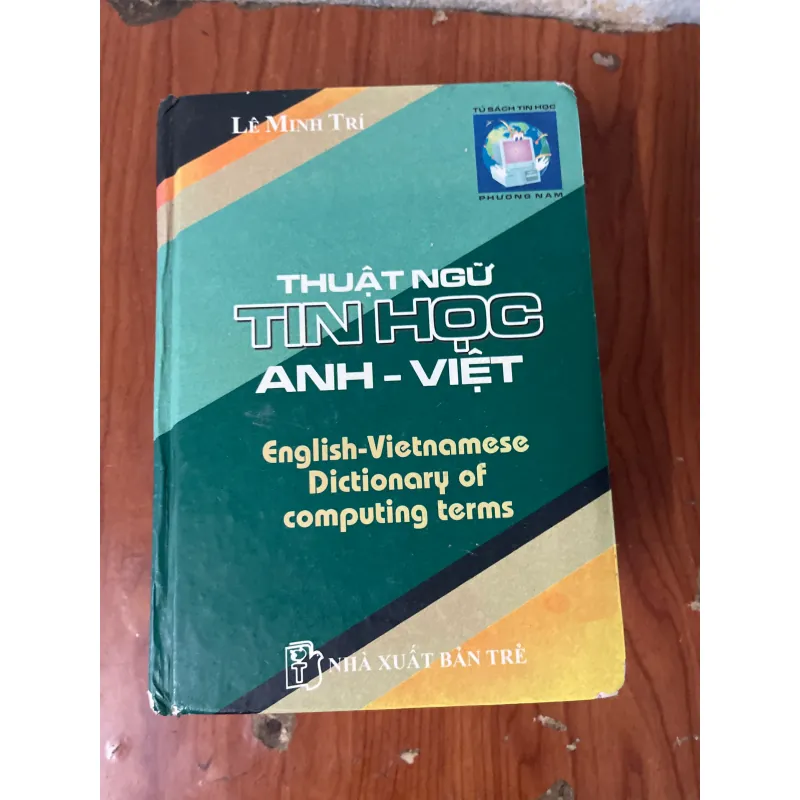 LÊ MINH TRÍ
TỦ SÁCH TIN HỌC
PHƯƠNG NAM
THUẬT NGỮ
TIN HỌC
ANH - VIỆT
English-Vietnamese
Dictionary of
computing terms
NHÀ XUẤT BẢN TRẺ